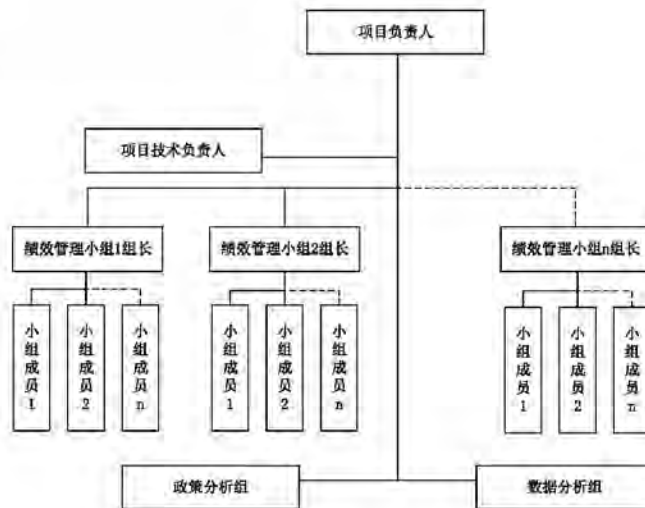 项目负责人
项目技术负责人
绩效管理小组1组长
绩效管理小组2组长
绩效管理小组n组长
小组成员1
小组成员2
小组成员n
小组成员1
小组成员2
小组成员n
小组成员1
小组成员2
小组成员n
政策分析组
数据分析组